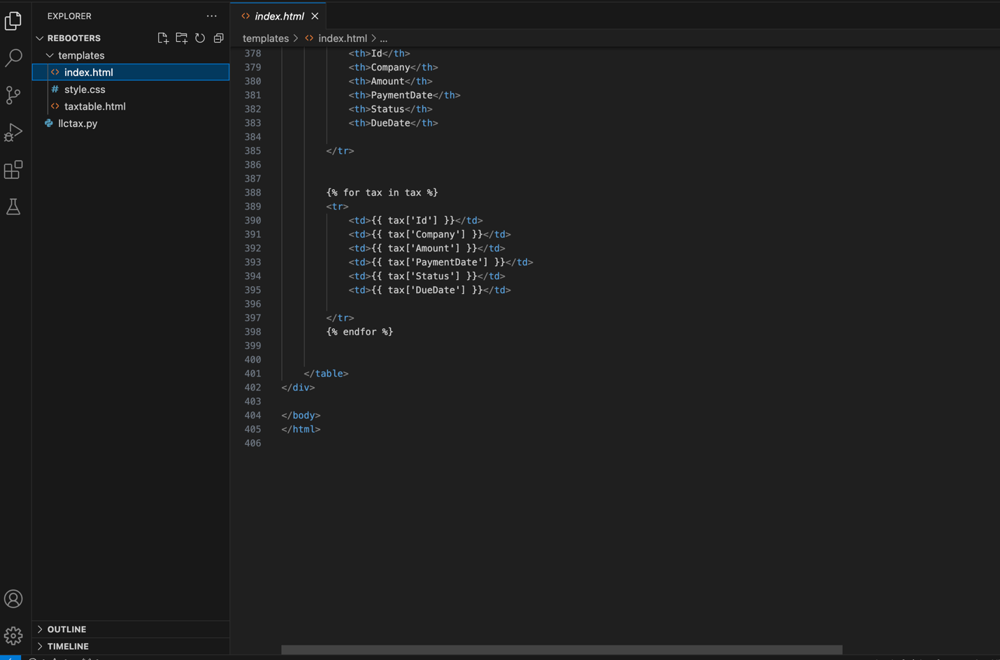 EXPLORER
REBOOTERS
templates
index.html
# style.css
taxtable.html
llctax.py
OUTLINE
TIMELINE
index.html
templates > index.html > ...
378 <th>Id</th>
379 <th>Company</th>
380 <th>Amount</th>
381 <th>PaymentDate</th>
382 <th>Status</th>
383 <th>DueDate</th>
384
385 </tr>
386
387
388 {% for tax in tax %}
389 <tr>
390 <td>{{ tax['Id'] }}</td>
391 <td>{{ tax['Company'] }}</td>
392 <td>{{ tax['Amount'] }}</td>
393 <td>{{ tax['PaymentDate'] }}</td>
394 <td>{{ tax['Status'] }}</td>
395 <td>{{ tax['DueDate'] }}</td>
396
397 </tr>
398 {% endfor %}
399
400
401 </table>
402 </div>
403
404 </body>
405 </html>
406